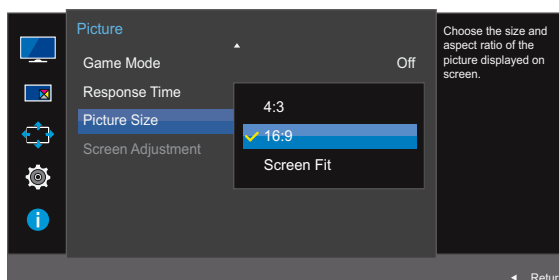 Picture
Game Mode Off
Response Time
Picture Size
Screen Adjustment
4:3
16:9
Screen Fit
Choose the size and
aspect ratio of the
picture displayed on
screen.
Retur